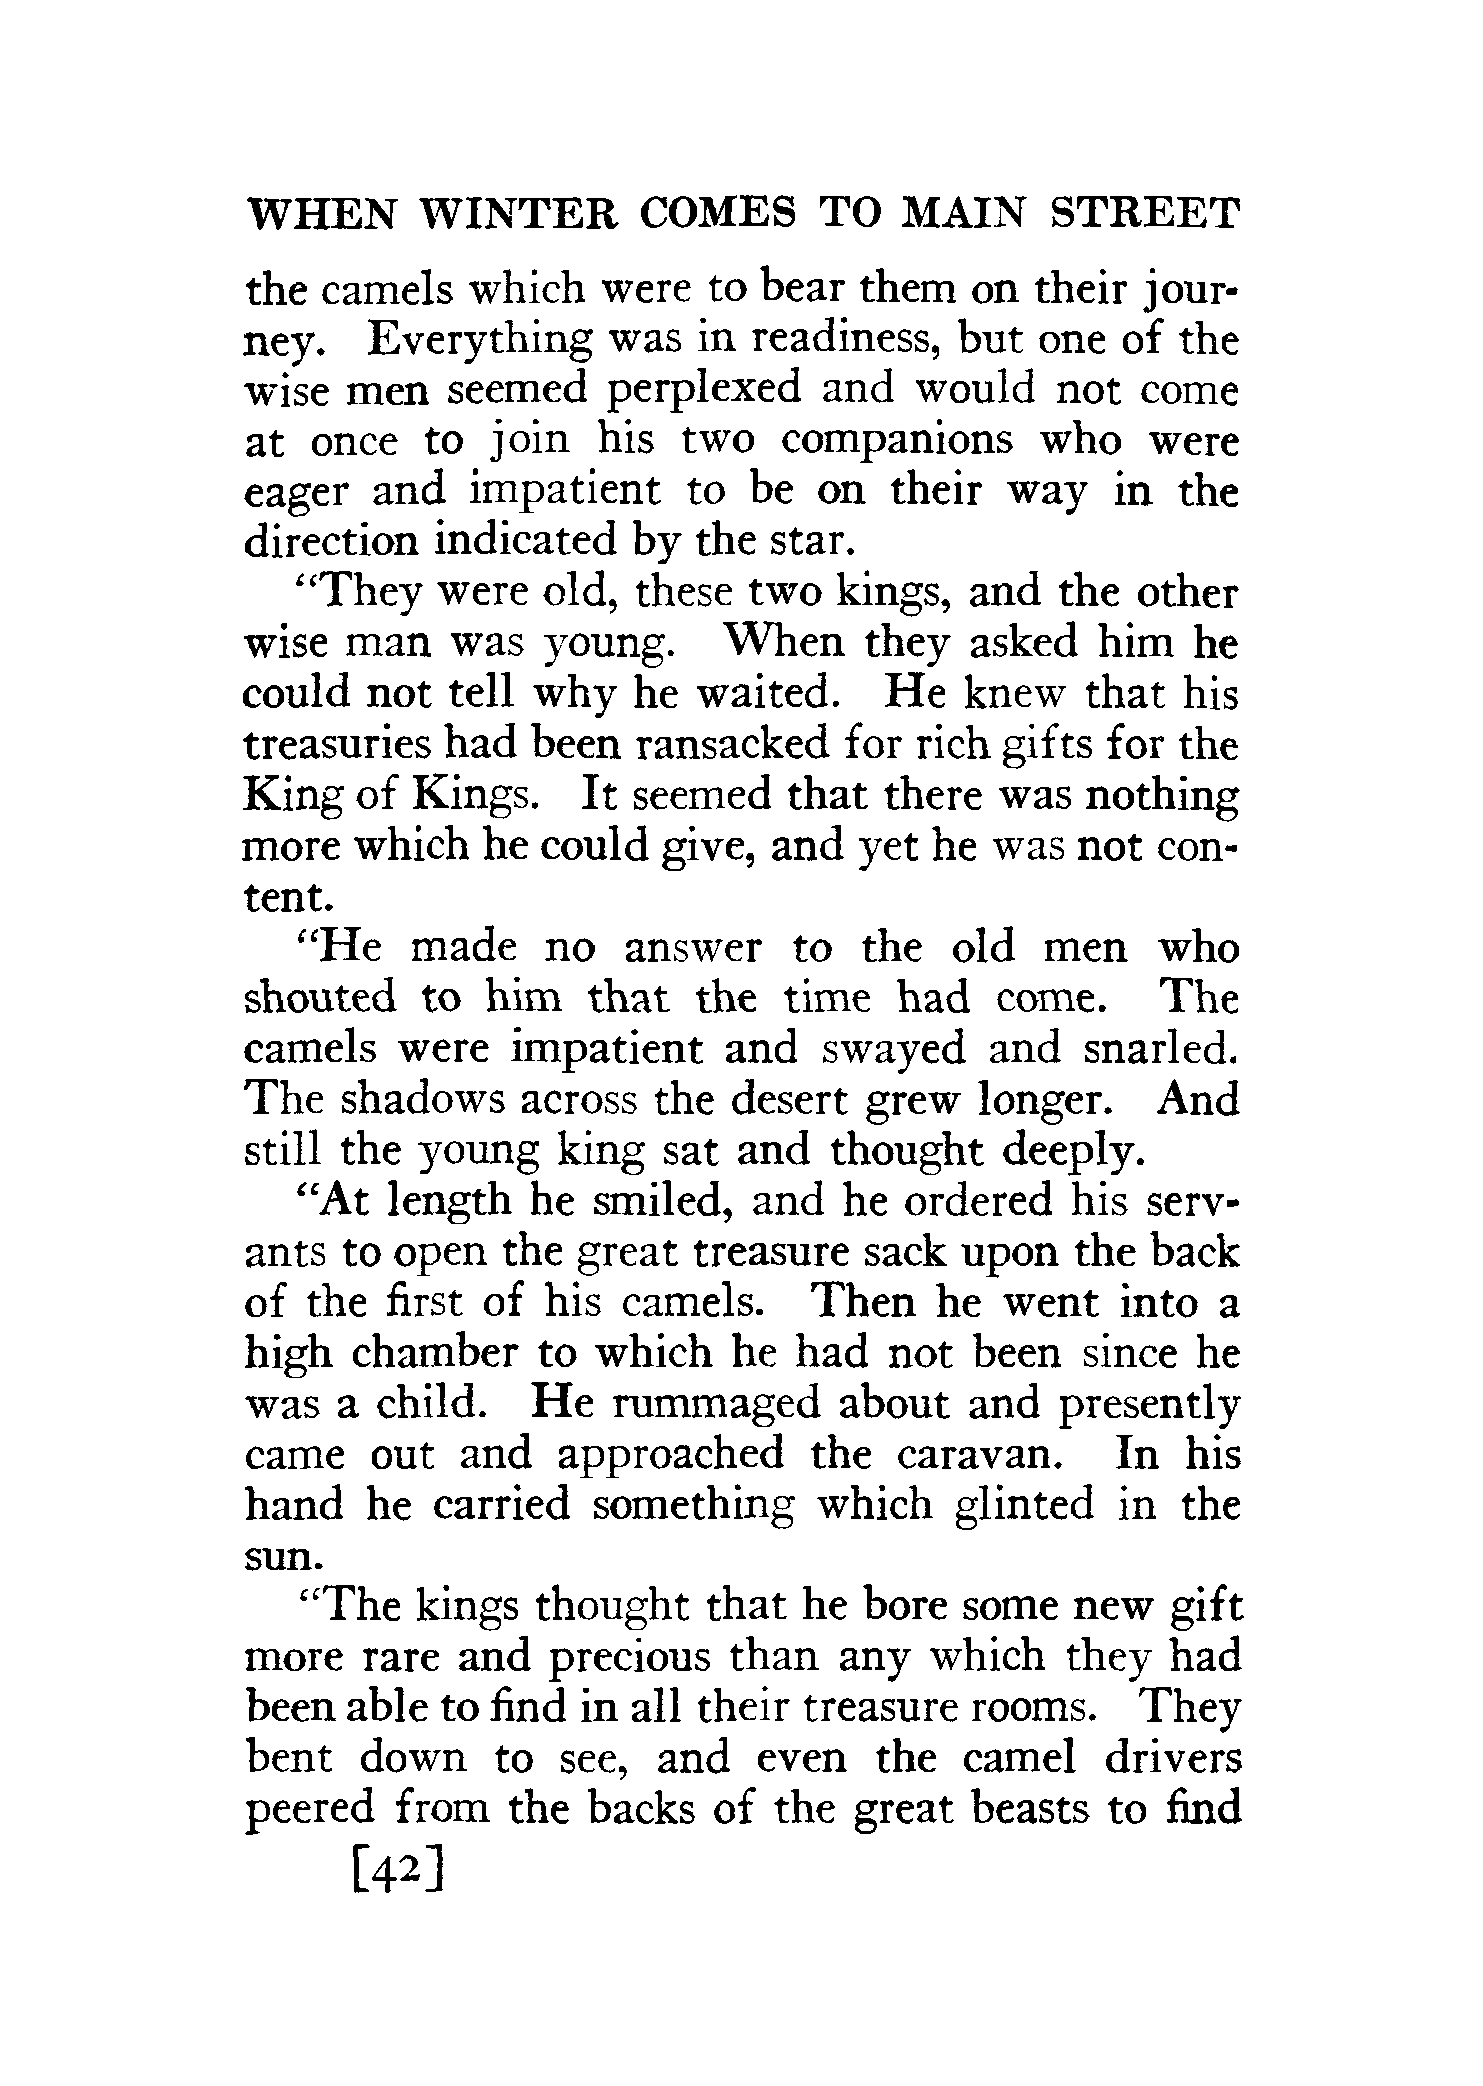 WHEN WINTER COMES TO MAIN STREET
the camels which were to bear them on their jour-
ney. Everything was in readiness, but one of the
wise men seemed perplexed and would not come
at once to join his two companions who were
eager and impatient to be on their way in the
direction indicated by the star.
"They were old, these two kings, and the other
wise man was young. When they asked him he
could not tell why he waited. He knew that his
treasuries had been ransacked for rich gifts for the
King of Kings. It seemed that there was nothing
more which he could give, and yet he was not con-
tent.
"He made no answer to the old men who
shouted to him that the time had come. The
camels were impatient and swayed and snarled.
The shadows across the desert grew longer. And
still the young king sat and thought deeply.
"At length he smiled, and he ordered his serv-
ants to open the great treasure sack upon the back
of the first of his camels. Then he went into a
high chamber to which he had not been since he
was a child. He rummaged about and presently
came out and approached the caravan. In his
hand he carried something which glinted in the
sun.
"The kings thought that he bore some new gift
more rare and precious than any which they had
been able to find in all their treasure rooms. They
bent down to see, and even the camel drivers
peered from the backs of the great beasts to find
[42]